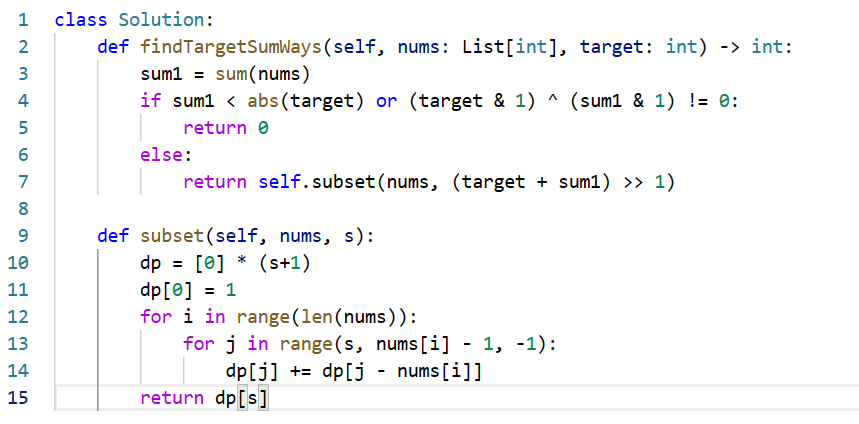 1 class Solution:
2     def findTargetSumWays(self, nums: List[int], target: int) -> int:
3         sum1 = sum(nums)
4         if sum1 < abs(target) or (target & 1) ^ (sum1 & 1) != 0:
5             return 0
6         else:
7             return self.subset(nums, (target + sum1) >> 1)
8
9     def subset(self, nums, s):
10         dp = [0] * (s+1)
11         dp[0] = 1
12         for i in range(len(nums)):
13             for j in range(s, nums[i] - 1, -1):
14                 dp[j] += dp[j - nums[i]]
15         return dp[s]